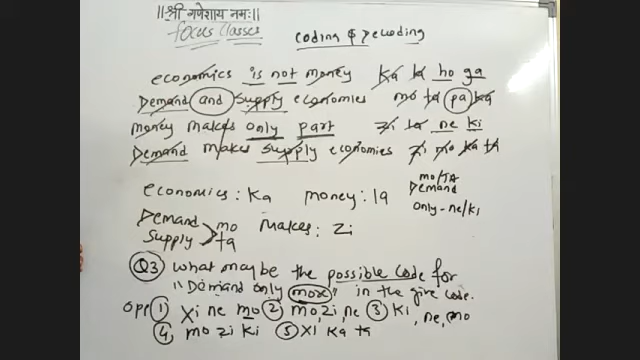 ॥श्री गणेशाय नमः॥
focus classes
coding & Decoding
economics is not money ka la ho ga
Demand and supply economics mo ta pa ka
money makes only part zi la ne ki
Demand makes supply economics zi mo ka ta
economics : Ka money : la mo/TA
Demand
only - ne/ki
Demand
supply > mo ta makes : zi
Q3 what may be the possible code for
"Demand only more" in the give code.
opp 1 xi ne mo 2 mo, zi, ne 3 ki, ne, mo
4 mo zi ki 5 xi ka ta